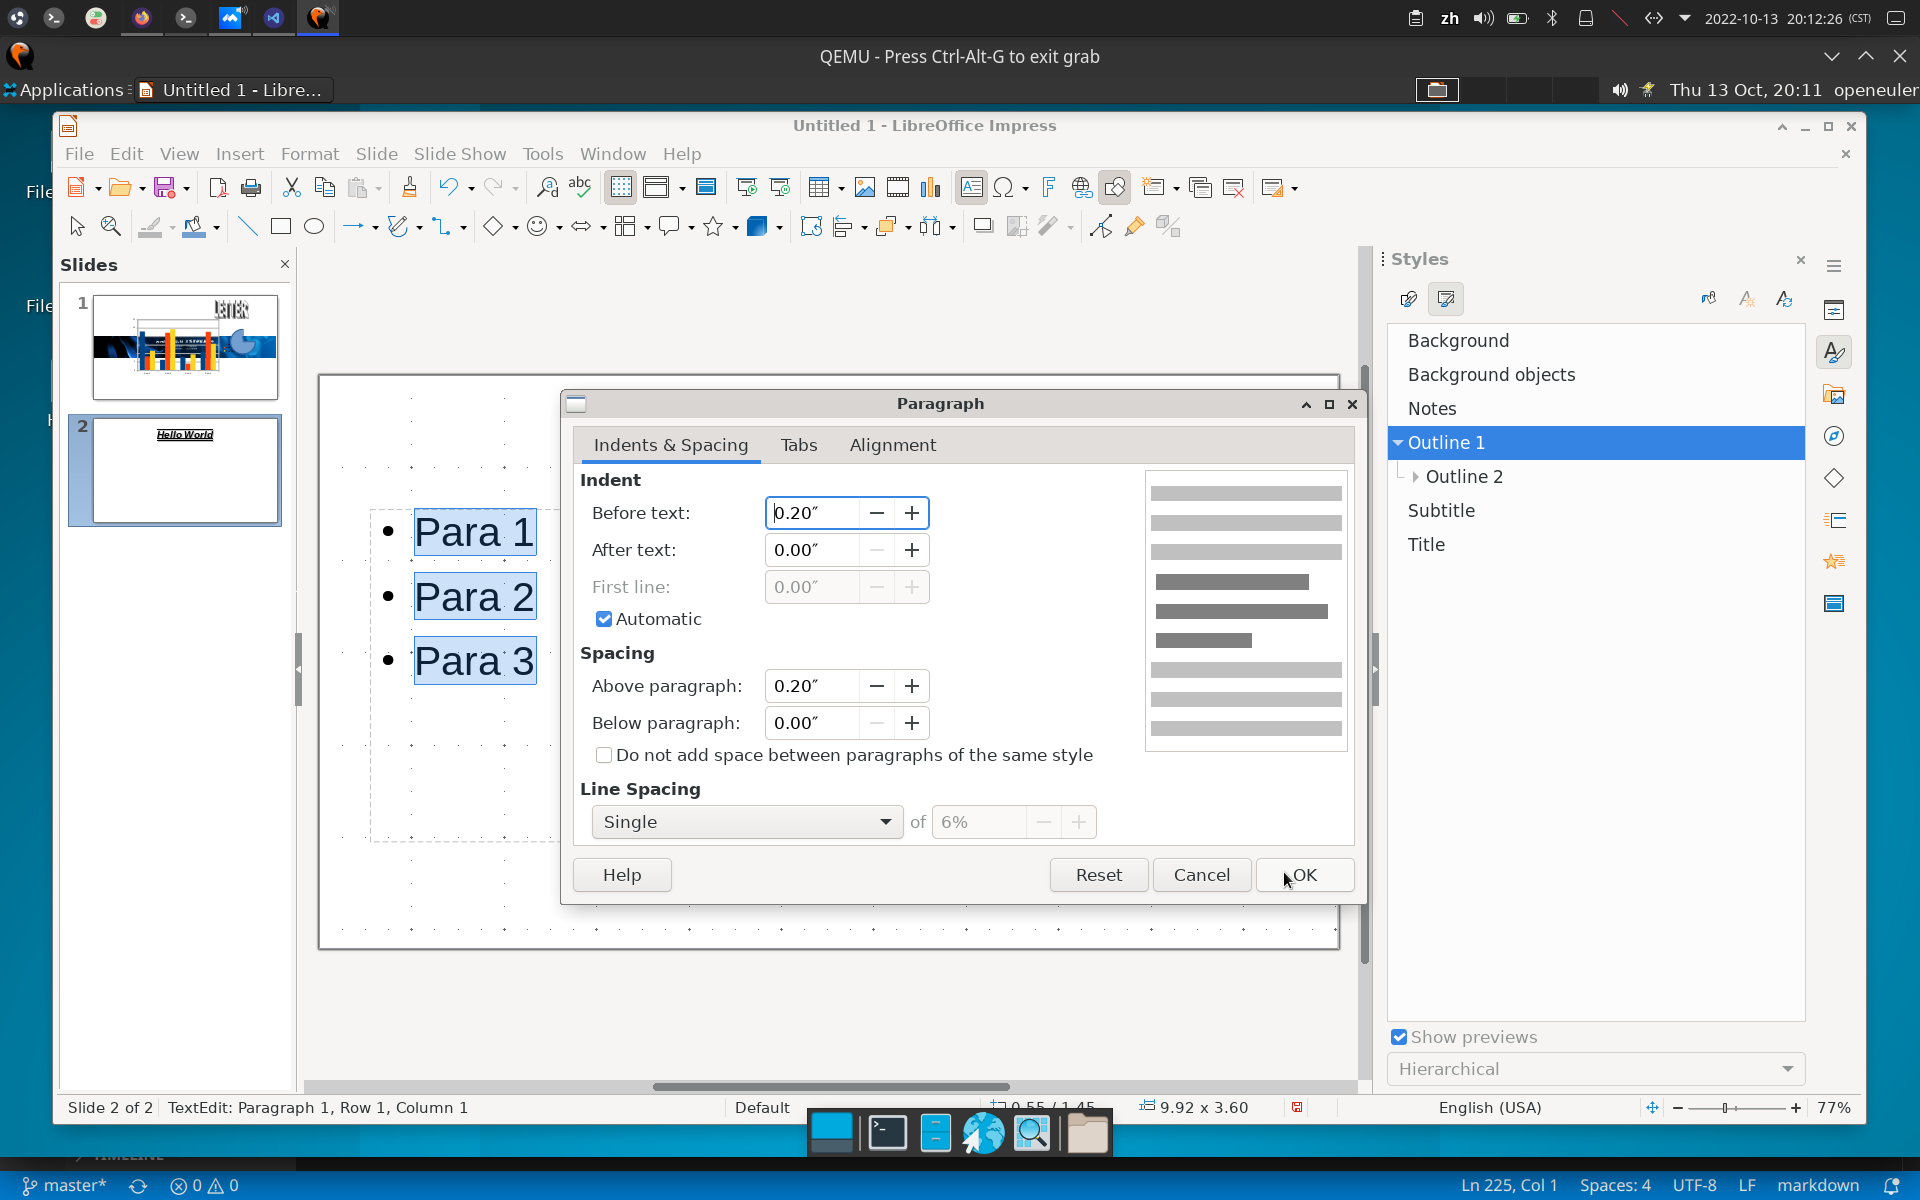 zh
2022-10-13 20:12:26 (CST)
QEMU - Press Ctrl-Alt-G to exit grab
Applications
Untitled 1 - Libre...
Thu 13 Oct, 20:11 openeuler
Untitled 1 - LibreOffice Impress
File Edit View Insert Format Slide Slide Show Tools Window Help
File
File
Slides
1
2
Hello World
Para 1
Para 2
Para 3
Paragraph
Indents & Spacing Tabs Alignment
Indent
Before text: 0.20″
After text: 0.00″
First line: 0.00″
Automatic
Spacing
Above paragraph: 0.20″
Below paragraph: 0.00″
Do not add space between paragraphs of the same style
Line Spacing
Single of 6%
Help Reset Cancel OK
Styles
Background
Background objects
Notes
Outline 1
Outline 2
Subtitle
Title
Show previews
Hierarchical
Slide 2 of 2 TextEdit: Paragraph 1, Row 1, Column 1 Default 9.92 x 3.60 English (USA) 77%
master* 0 0 Ln 225, Col 1 Spaces: 4 UTF-8 LF markdown